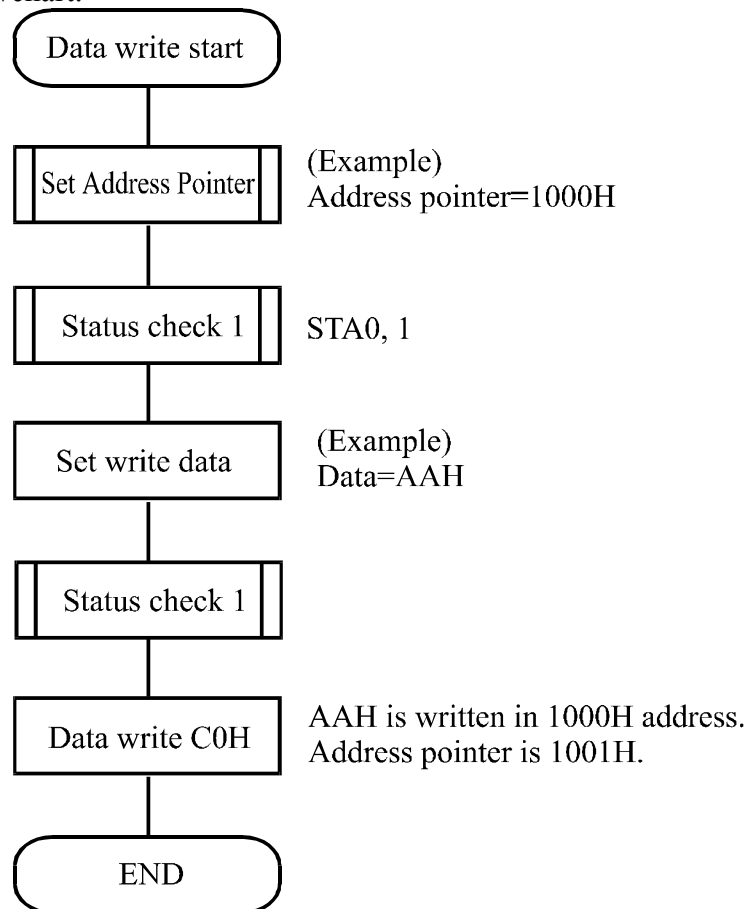 Data write start
Set Address Pointer
(Example)
Address pointer=1000H
Status check 1
STA0, 1
Set write data
(Example)
Data=AAH
Status check 1
Data write C0H
AAH is written in 1000H address.
Address pointer is 1001H.
END